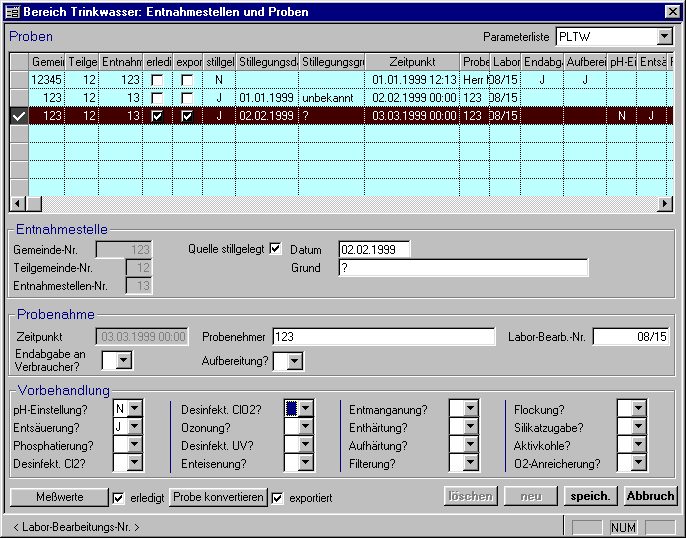 Bereich Trinkwasser: Entnahmestellen und Proben
Proben Parameterliste PLTW
Gemein Teilge Entnahm erledi expor stillgel Stillegungsda Stillegungsgru Zeitpunkt Probe Labor Endabga Aufberei pH-Ei Entsä
12345 12 123 N 01.01.1999 12:13 Herr 08/15 J J
123 12 13 J 01.01.1999 unbekannt 02.02.1999 00:00 123 08/15
123 12 13 J 02.02.1999 ? 03.03.1999 00:00 123 08/15 N J
Entnahmestelle
Gemeinde-Nr. 123 Quelle stillgelegt Datum 02.02.1999
Teilgemeinde-Nr. 12 Grund ?
Entnahmestellen-Nr. 13
Probenahme
Zeitpunkt 03.03.1999 00:00 Probenehmer 123 Labor-Bearb.-Nr. 08/15
Endabgabe an
Verbraucher? Aufbereitung?
Vorbehandlung
pH-Einstellung? N Desinfekt. ClO2? Entmanganung? Flockung?
Entsäuerung? J Ozonung? Enthärtung? Silikatzugabe?
Phosphatierung? Desinfekt. UV? Aufhärtung? Aktivkohle?
Desinfekt. Cl2? Enteisenung? Filterung? O2-Anreicherung?
Meßwerte erledigt Probe konvertieren exportiert löschen neu speich. Abbruch
< Labor-Bearbeitungs-Nr. > NUM